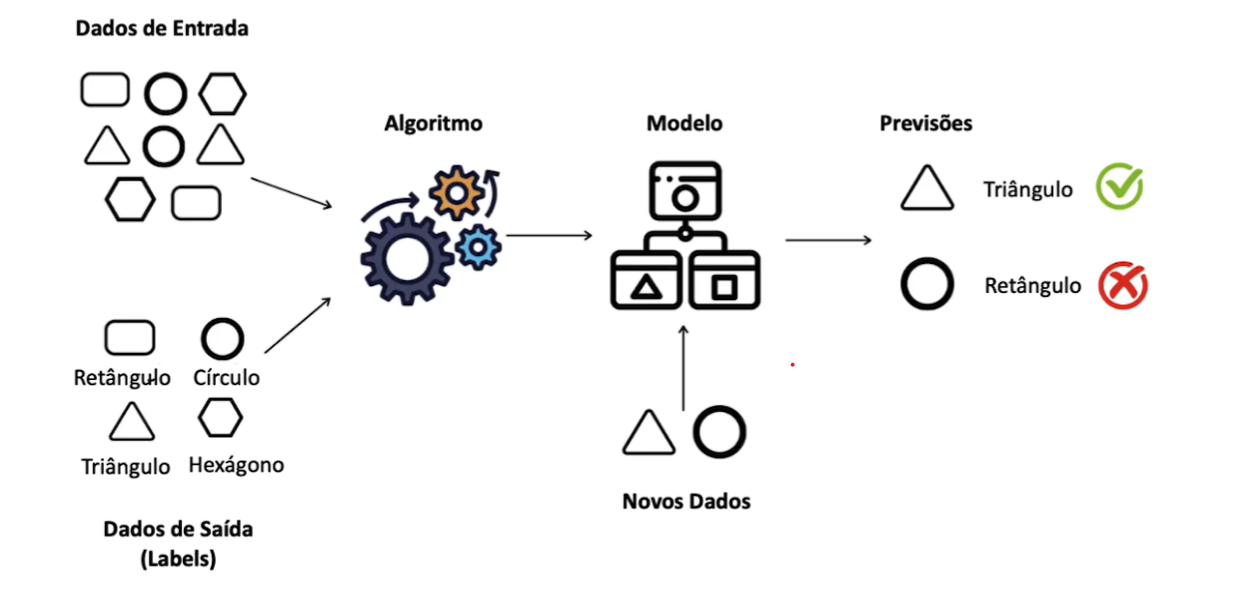 Dados de Entrada
Algoritmo
Modelo
Previsões
Triângulo
Retângulo
Retângulo Círculo
Triângulo Hexágono
Novos Dados
Dados de Saída
(Labels)